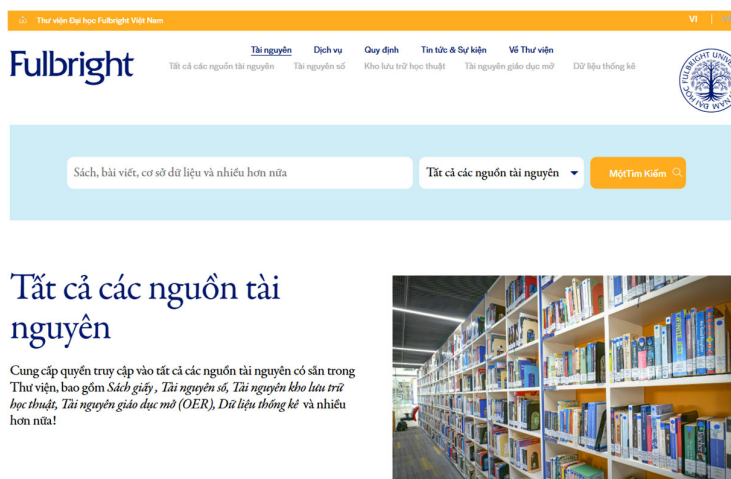 Thư viện Đại học Fulbright Việt Nam
VI
Fulbright
Tài nguyên Dịch vụ Quy định Tin tức & Sự kiện Về Thư viện
Tất cả các nguồn tài nguyên Tài nguyên số Kho lưu trữ học thuật Tài nguyên giáo dục mở Dữ liệu thống kê
Sách, bài viết, cơ sở dữ liệu và nhiều hơn nữa
Tất cả các nguồn tài nguyên
MộtTìm Kiếm
Tất cả các nguồn tài
nguyên
Cung cấp quyền truy cập vào tất cả các nguồn tài nguyên có sẵn trong
Thư viện, bao gồm Sách giấy , Tài nguyên số, Tài nguyên kho lưu trữ
học thuật, Tài nguyên giáo dục mở (OER), Dữ liệu thống kê và nhiều
hơn nữa!